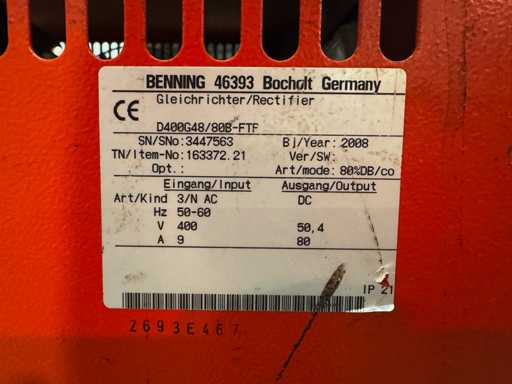 BENNING 46393 Bocholt Germany
Gleichrichter/Rectifier
CE
D400G48/80B-FTF
SN/SNo: 3447563 Bj/Year: 2008
TN/Item-No: 163372.21 Ver/SW:
Opt.: Art/mode: 80%DB/co
Eingang/Input Ausgang/Output
Art/Kind 3/N AC DC
Hz 50-60
V 400 50,4
A 9 80
IP 21
2693E467